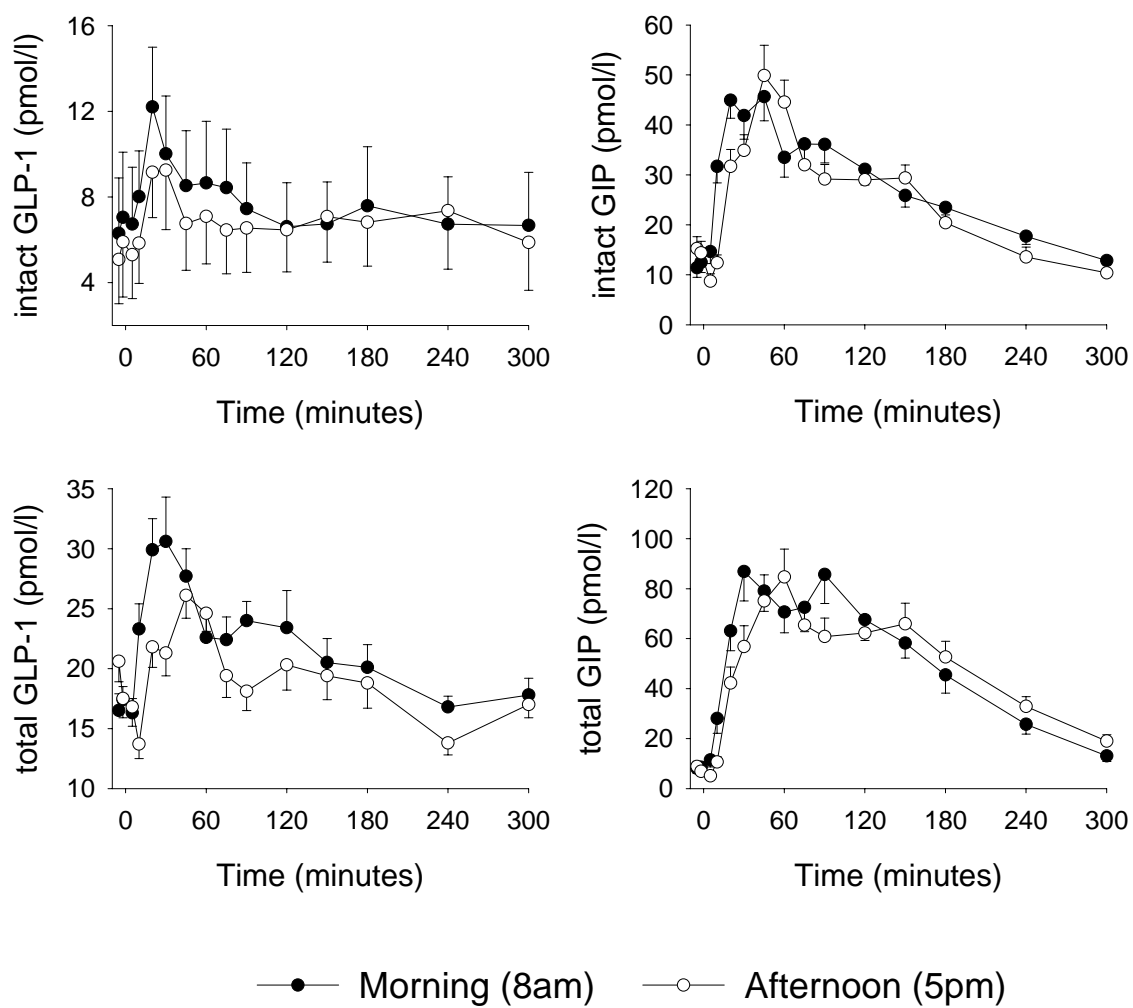 intact GLP-1 (pmol/l)
16
12
8
4
0 60 120 180 240 300
Time (minutes)
intact GIP (pmol/l)
60
50
40
30
20
10
0
0 60 120 180 240 300
Time (minutes)
total GLP-1 (pmol/l)
35
30
25
20
15
10
0 60 120 180 240 300
Time (minutes)
total GIP (pmol/l)
120
100
80
60
40
20
0
0 60 120 180 240 300
Time (minutes)
Morning (8am) Afternoon (5pm)